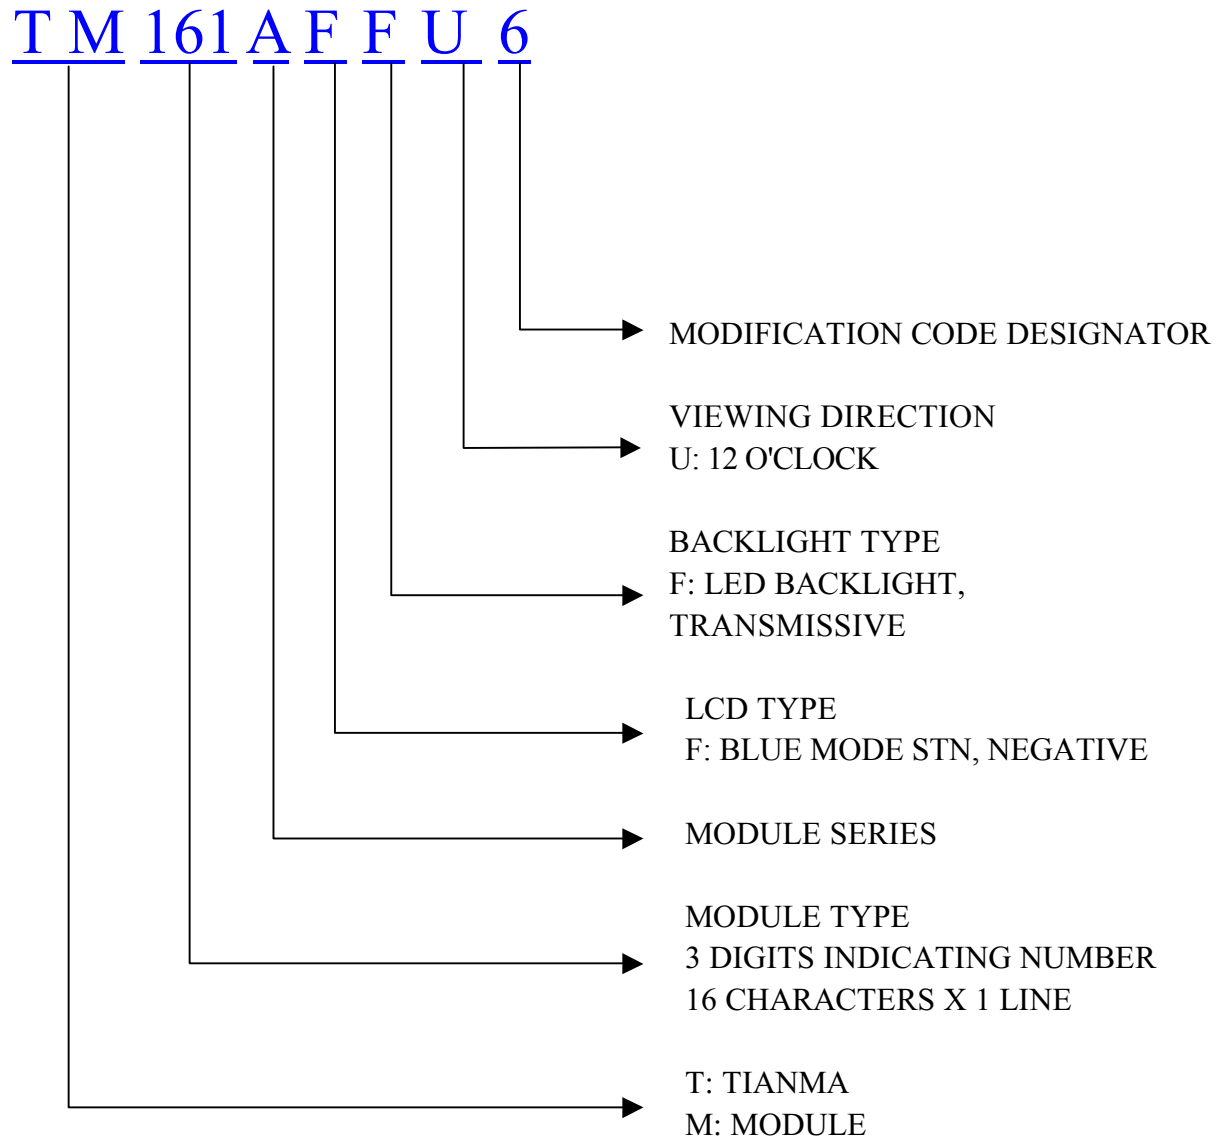 T M 161 A F F U 6
MODIFICATION CODE DESIGNATOR
VIEWING DIRECTION
U: 12 O'CLOCK
BACKLIGHT TYPE
F: LED BACKLIGHT,
TRANSMISSIVE
LCD TYPE
F: BLUE MODE STN, NEGATIVE
MODULE SERIES
MODULE TYPE
3 DIGITS INDICATING NUMBER
16 CHARACTERS X 1 LINE
T: TIANMA
M: MODULE